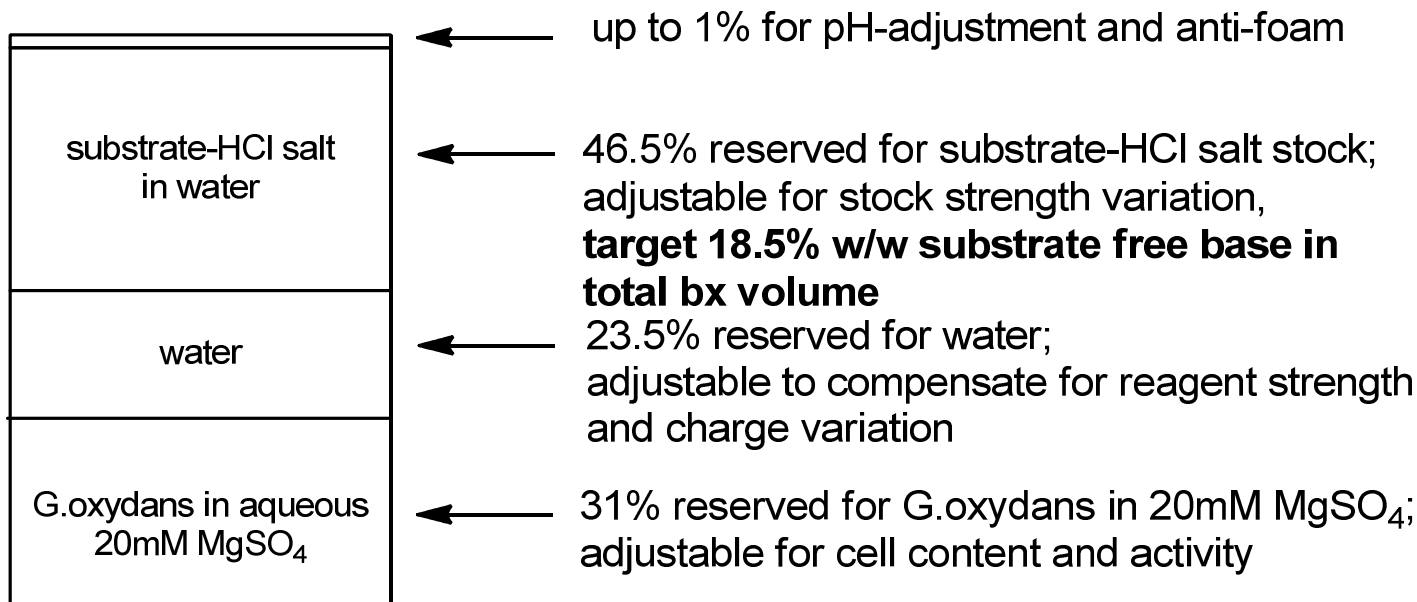 up to 1% for pH-adjustment and anti-foam
substrate-HCl salt
in water
46.5% reserved for substrate-HCl salt stock;
adjustable for stock strength variation,
target 18.5% w/w substrate free base in
total bx volume
water
23.5% reserved for water;
adjustable to compensate for reagent strength
and charge variation
G.oxydans in aqueous
20mM MgSO₄
31% reserved for G.oxydans in 20mM MgSO₄;
adjustable for cell content and activity